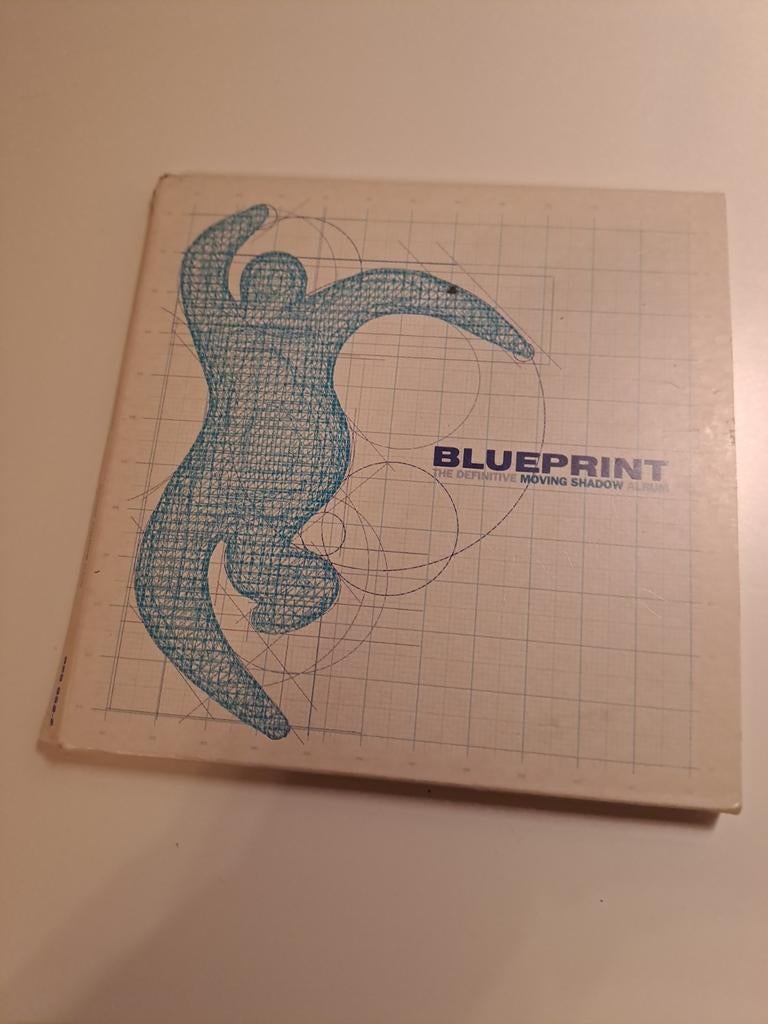 BLUEPRINT
THE DEFINITIVE MOVING SHADOW ALBUM